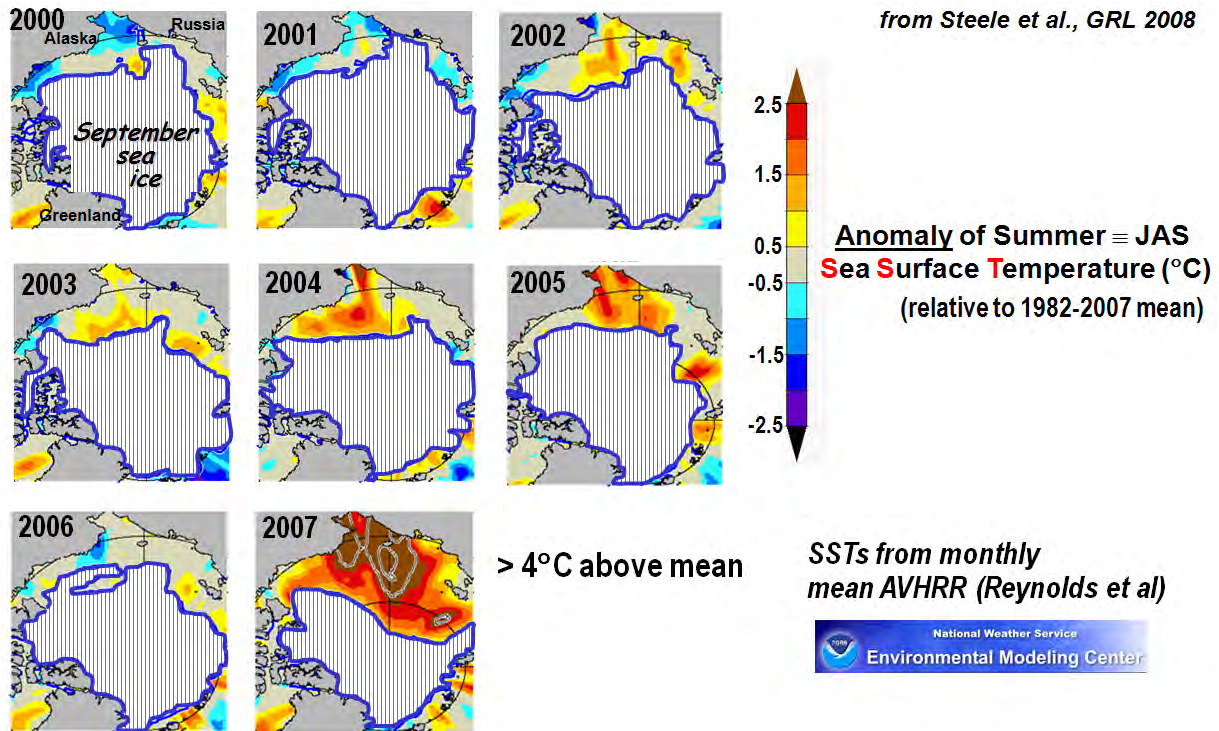 2000
Russia
Alaska
September
sea
ice
Greenland
2001
2002
from Steele et al., GRL 2008
2.5
1.5
0.5
-0.5
-1.5
-2.5
Anomaly of Summer ≡ JAS
Sea Surface Temperature (°C)
(relative to 1982-2007 mean)
2003
2004
2005
2006
2007
> 4°C above mean
SSTs from monthly
mean AVHRR (Reynolds et al)
National Weather Service
Environmental Modeling Center